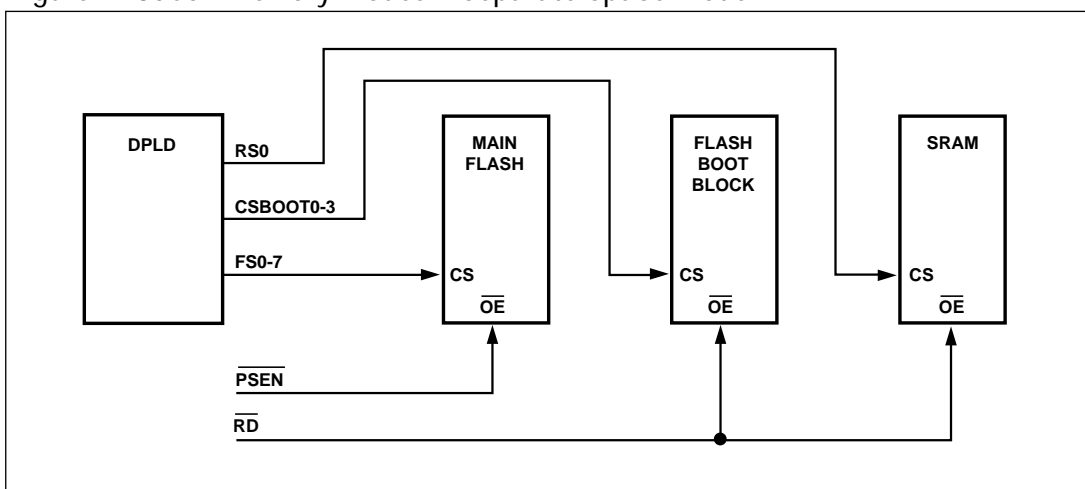 DPLD
RS0
CSBOOT0-3
FS0-7
MAIN
FLASH
CS
OE
FLASH
BOOT
BLOCK
CS
OE
SRAM
CS
OE
PSEN
RD